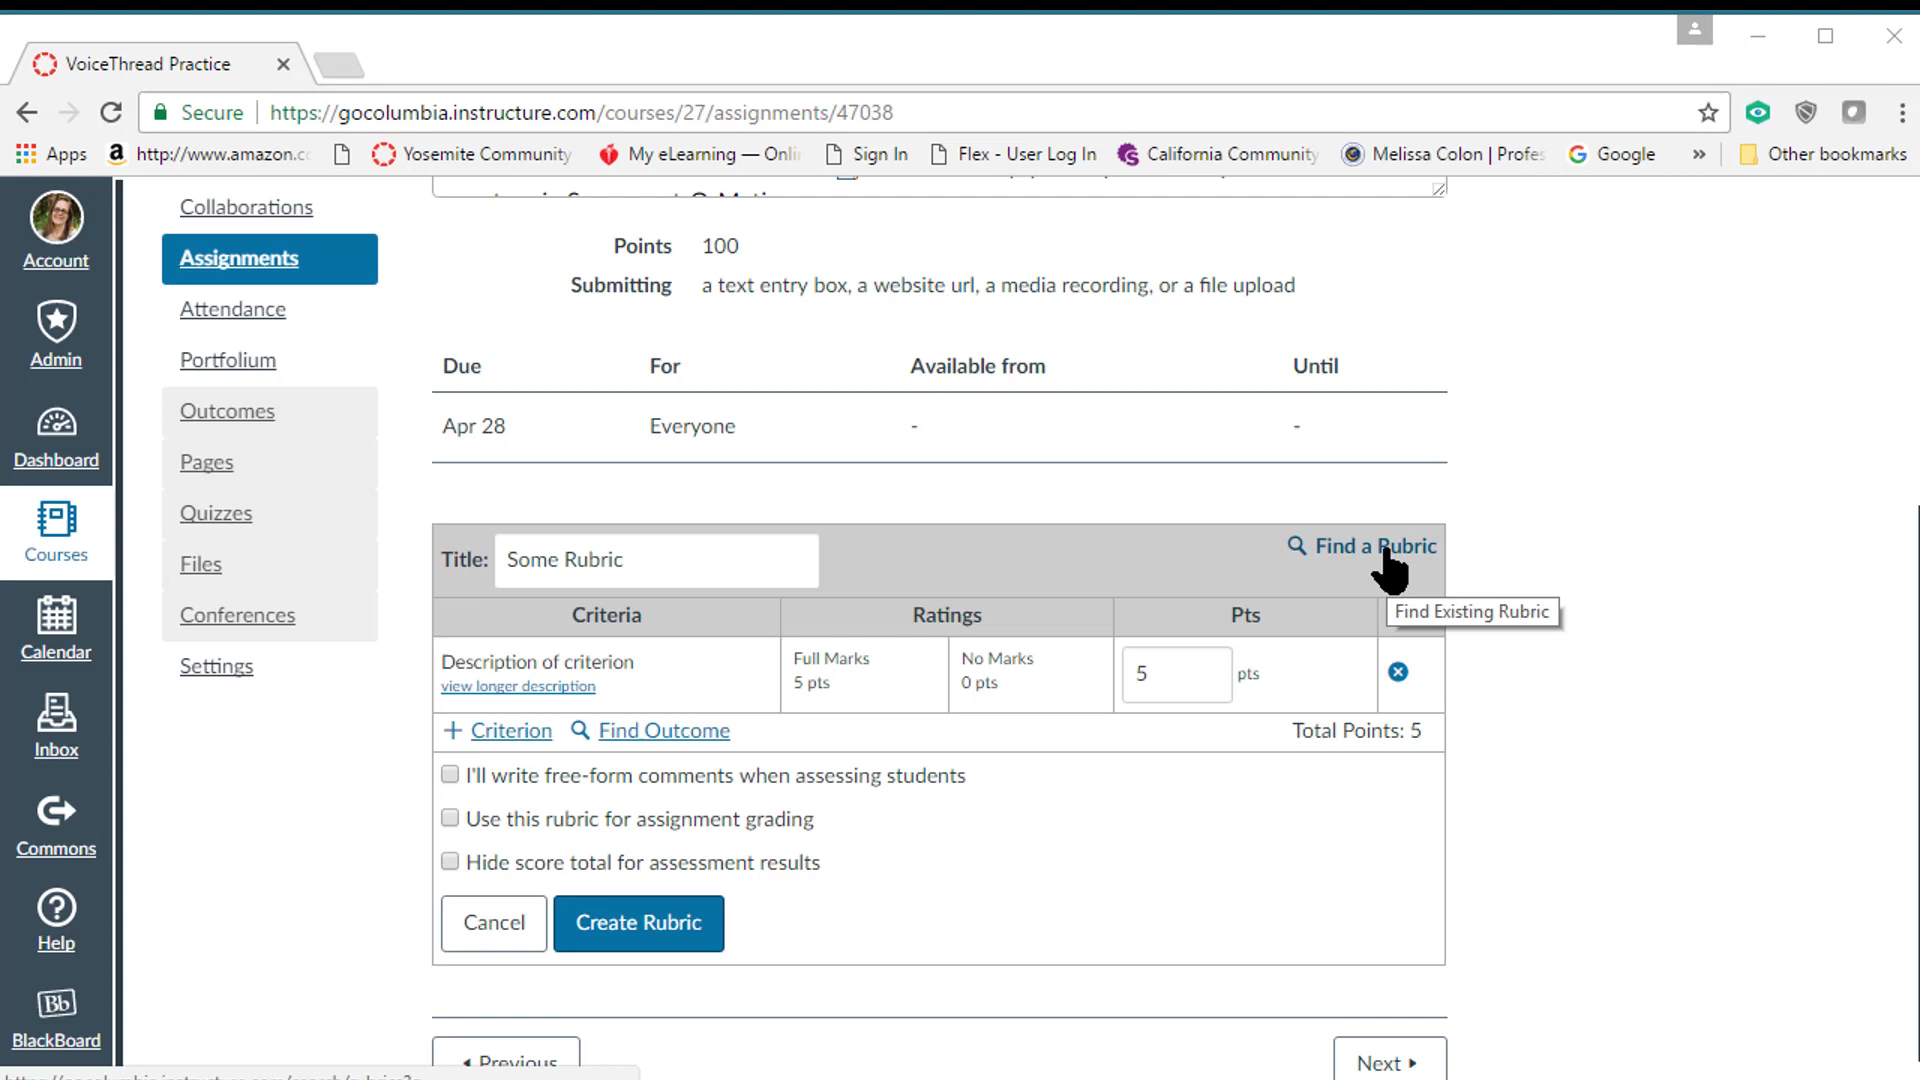 VoiceThread Practice
Secure https://gocolumbia.instructure.com/courses/27/assignments/47038
Apps http://www.amazon.cc Yosemite Community My eLearning — Onli Sign In Flex - User Log In California Community Melissa Colon | Profes Google » Other bookmarks
Account
Admin
Dashboard
Courses
Calendar
Inbox
Commons
Help
Bb
BlackBoard
Collaborations
Assignments
Attendance
Portfolium
Outcomes
Pages
Quizzes
Files
Conferences
Settings
Points 100
Submitting a text entry box, a website url, a media recording, or a file upload
Due For Available from Until
Apr 28 Everyone - -
Title: Some Rubric Find a Rubric
Find Existing Rubric
Criteria Ratings Pts
Description of criterion
view longer description
Full Marks
5 pts
No Marks
0 pts
5 pts
+ Criterion Find Outcome Total Points: 5
I'll write free-form comments when assessing students
Use this rubric for assignment grading
Hide score total for assessment results
Cancel Create Rubric
Previous Next